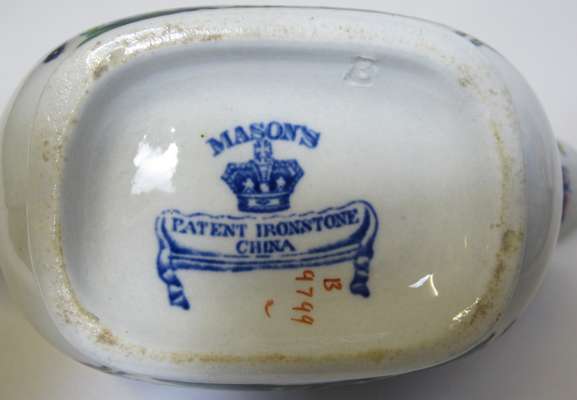 MASON'S
PATENT IRONSTONE
CHINA
B
9799